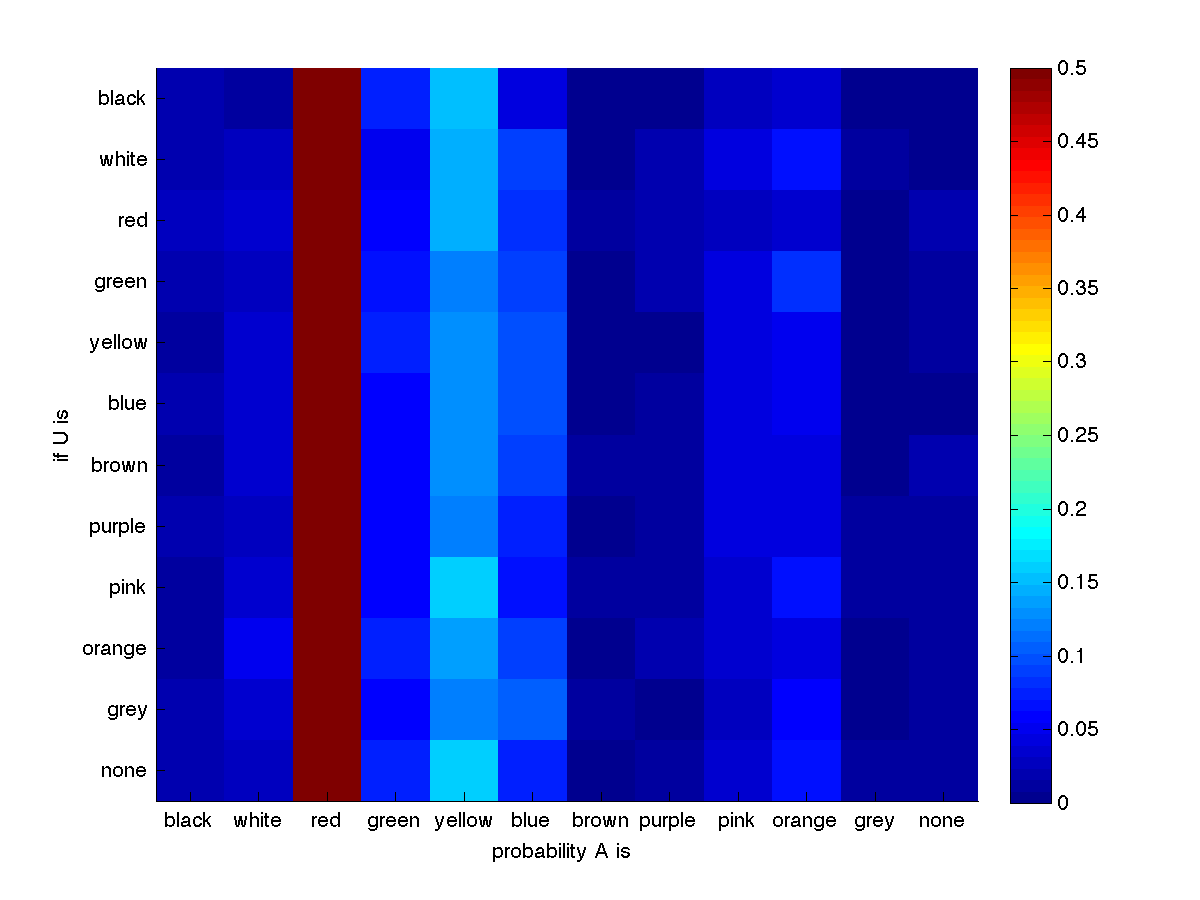 black
white
red
green
yellow
blue
brown
purple
pink
orange
grey
none
if U is
black white red green yellow blue brown purple pink orange grey none
probability A is
0.5
0.45
0.4
0.35
0.3
0.25
0.2
0.15
0.1
0.05
0